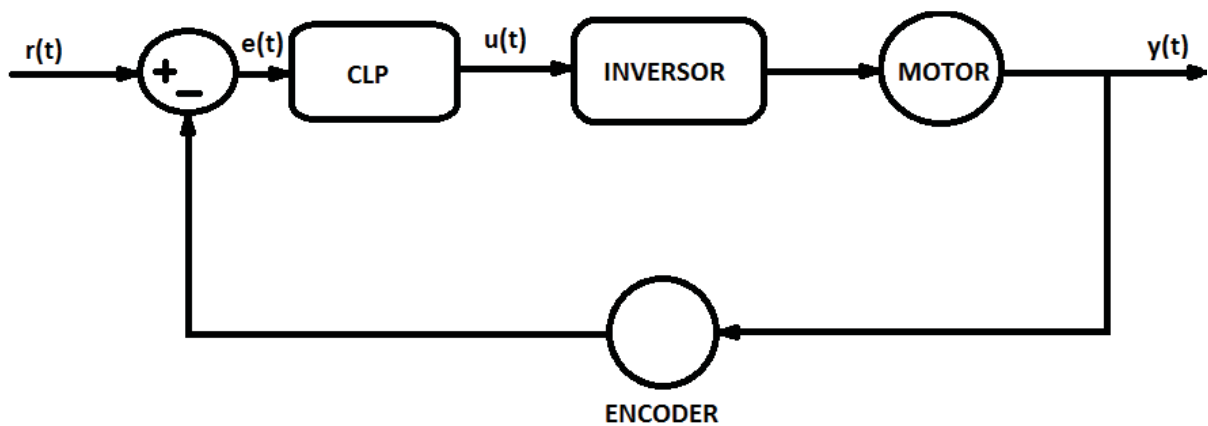 r(t)
+
−
e(t)
CLP
u(t)
INVERSOR
MOTOR
y(t)
ENCODER